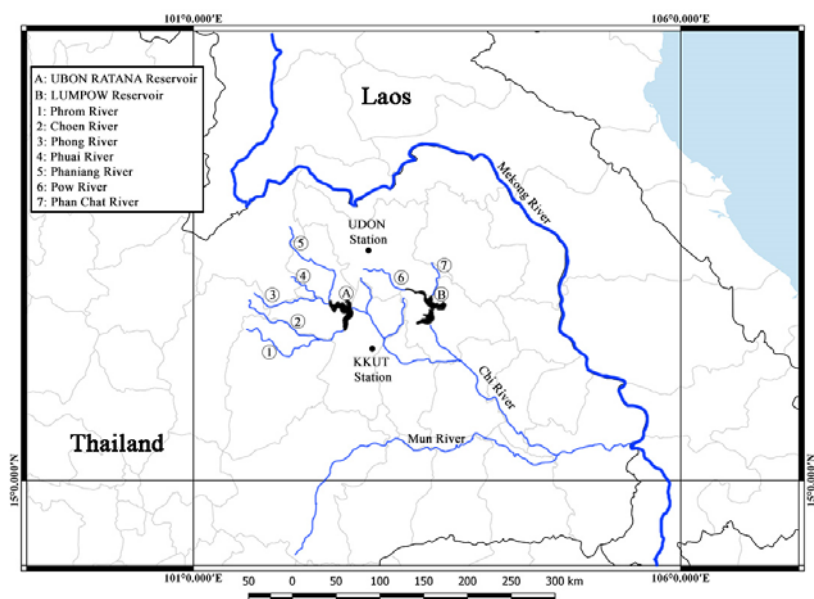 101°0.000'E
106°0.000'E
A: UBON RATANA Reservoir
B: LUMPOW Reservoir
1: Phrom River
2: Choen River
3: Phong River
4: Phuai River
5: Phaniang River
6: Pow River
7: Phan Chat River
Laos
Mekong River
UDON
Station
5
7
6
4
A
B
3
2
1
KKUT
Station
Chi River
Thailand
Mun River
15°0.000'N
15°0.000'N
101°0.000'E
106°0.000'E
50 0 50 100 150 200 250 300 km